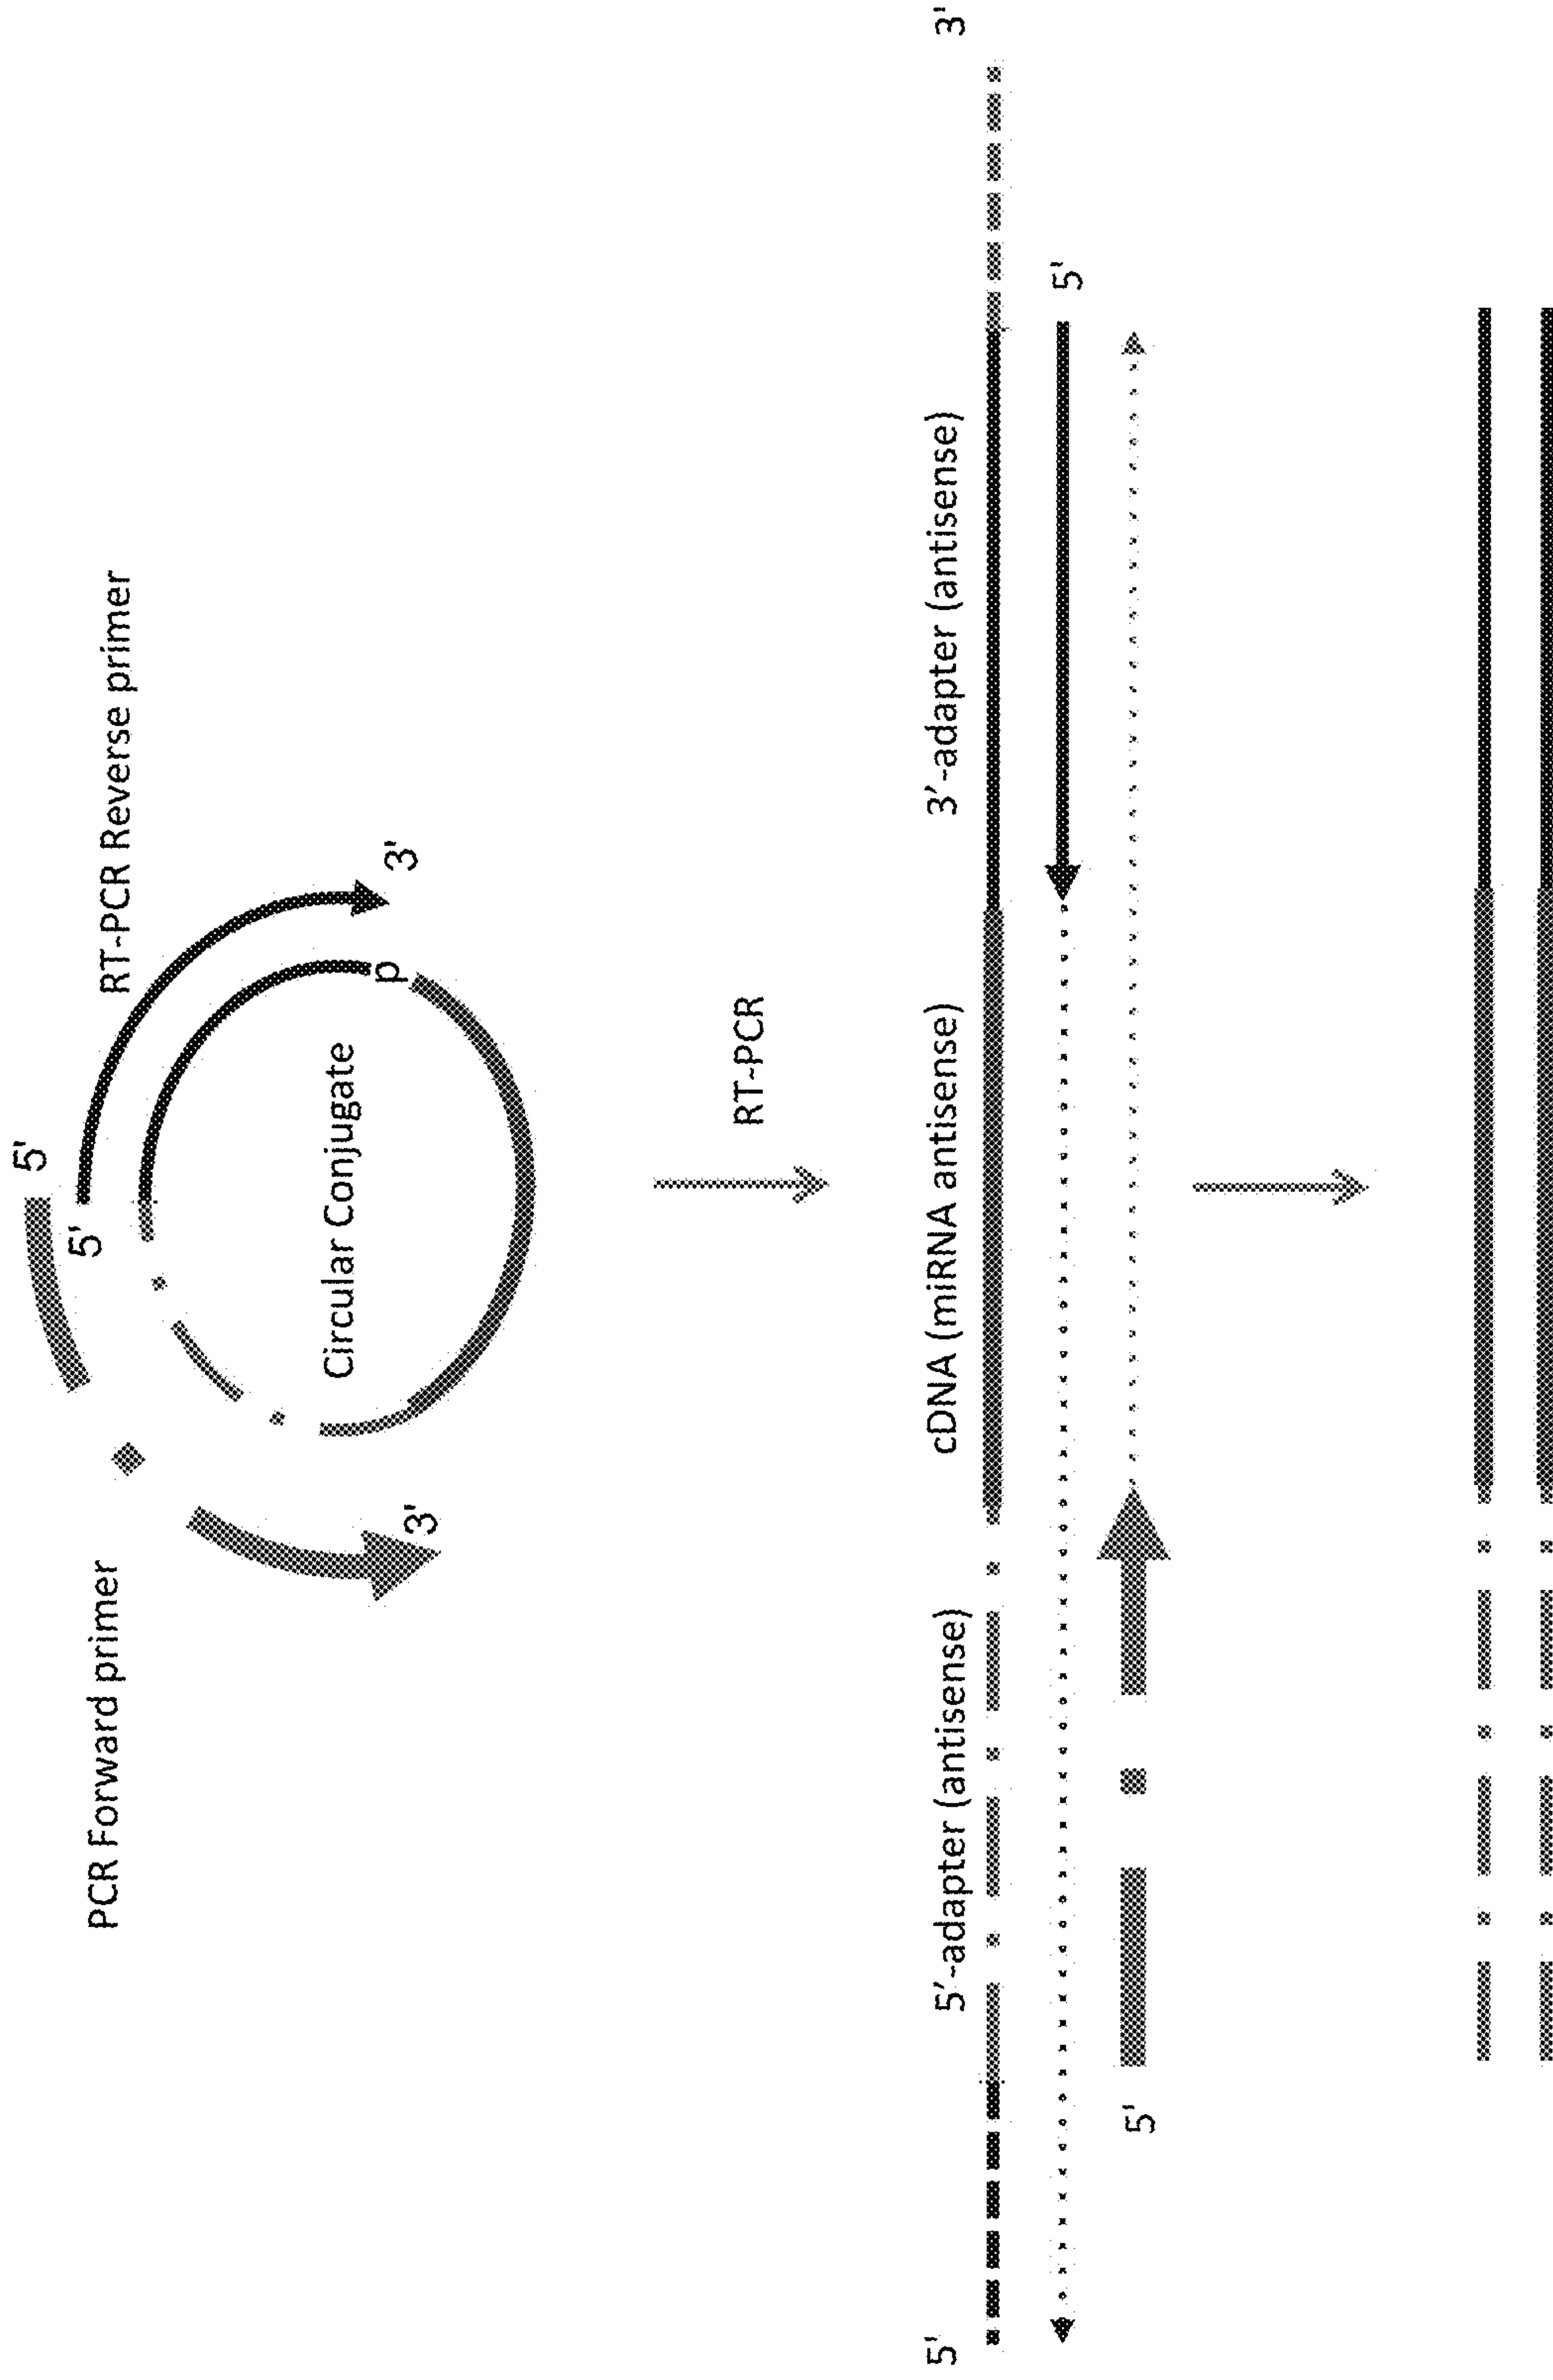 PCR Forward primer
5'
5'
RT-PCR Reverse primer
3'
3'
p
Circular Conjugate
RT-PCR
5'
5'-adapter (antisense)
cDNA (miRNA antisense)
3'-adapter (antisense)
3'
5'
5'